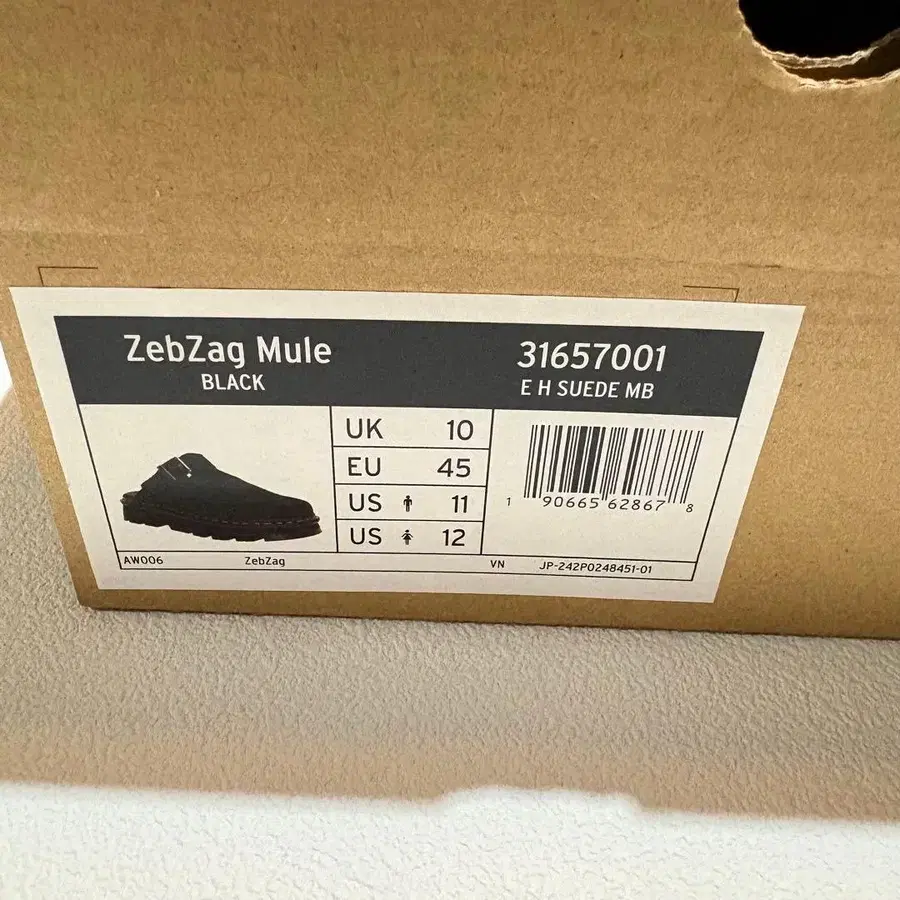 ZebZag Mule
BLACK
31657001
E H SUEDE MB
UK 10
EU 45
US 11
US 12
1 90665 62867 8
AW006 ZebZag VN JP-242P0248451-01